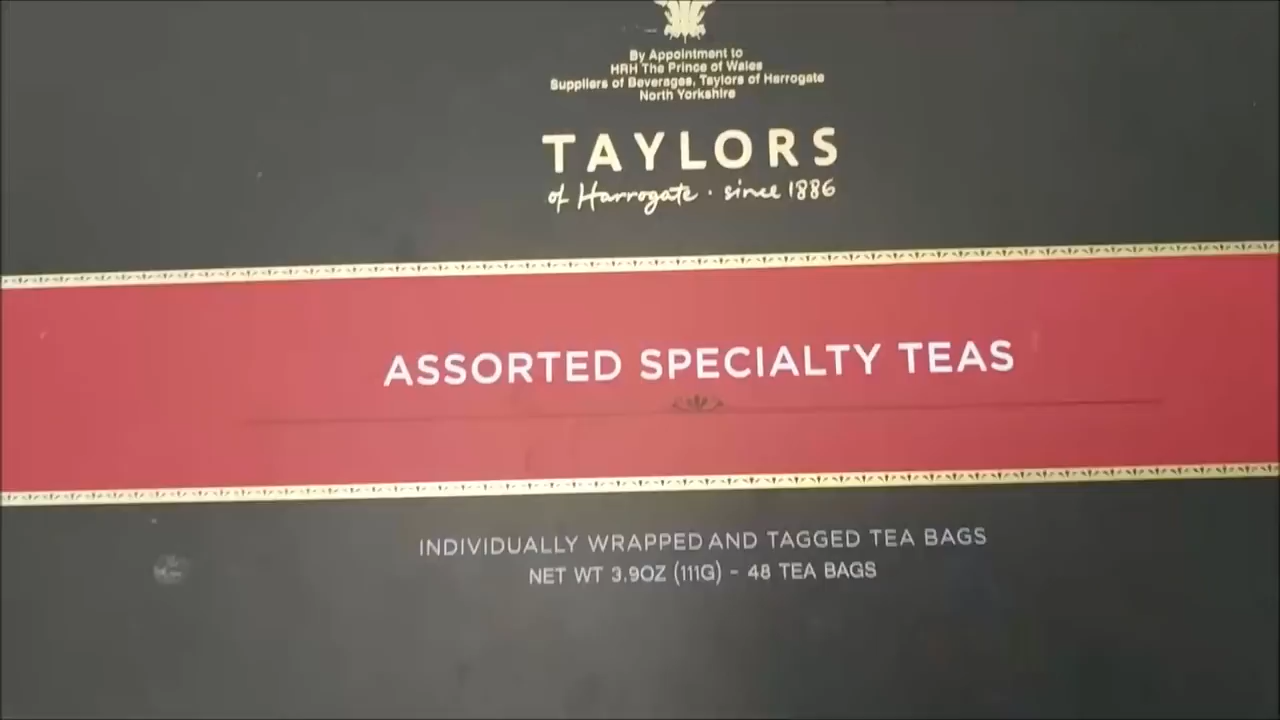 By Appointment to
HRH The Prince of Wales
Suppliers of Beverages, Taylors of Harrogate
North Yorkshire
TAYLORS
of Harrogate · since 1886
ASSORTED SPECIALTY TEAS
INDIVIDUALLY WRAPPED AND TAGGED TEA BAGS
NET WT 3.9OZ (111G) - 48 TEA BAGS